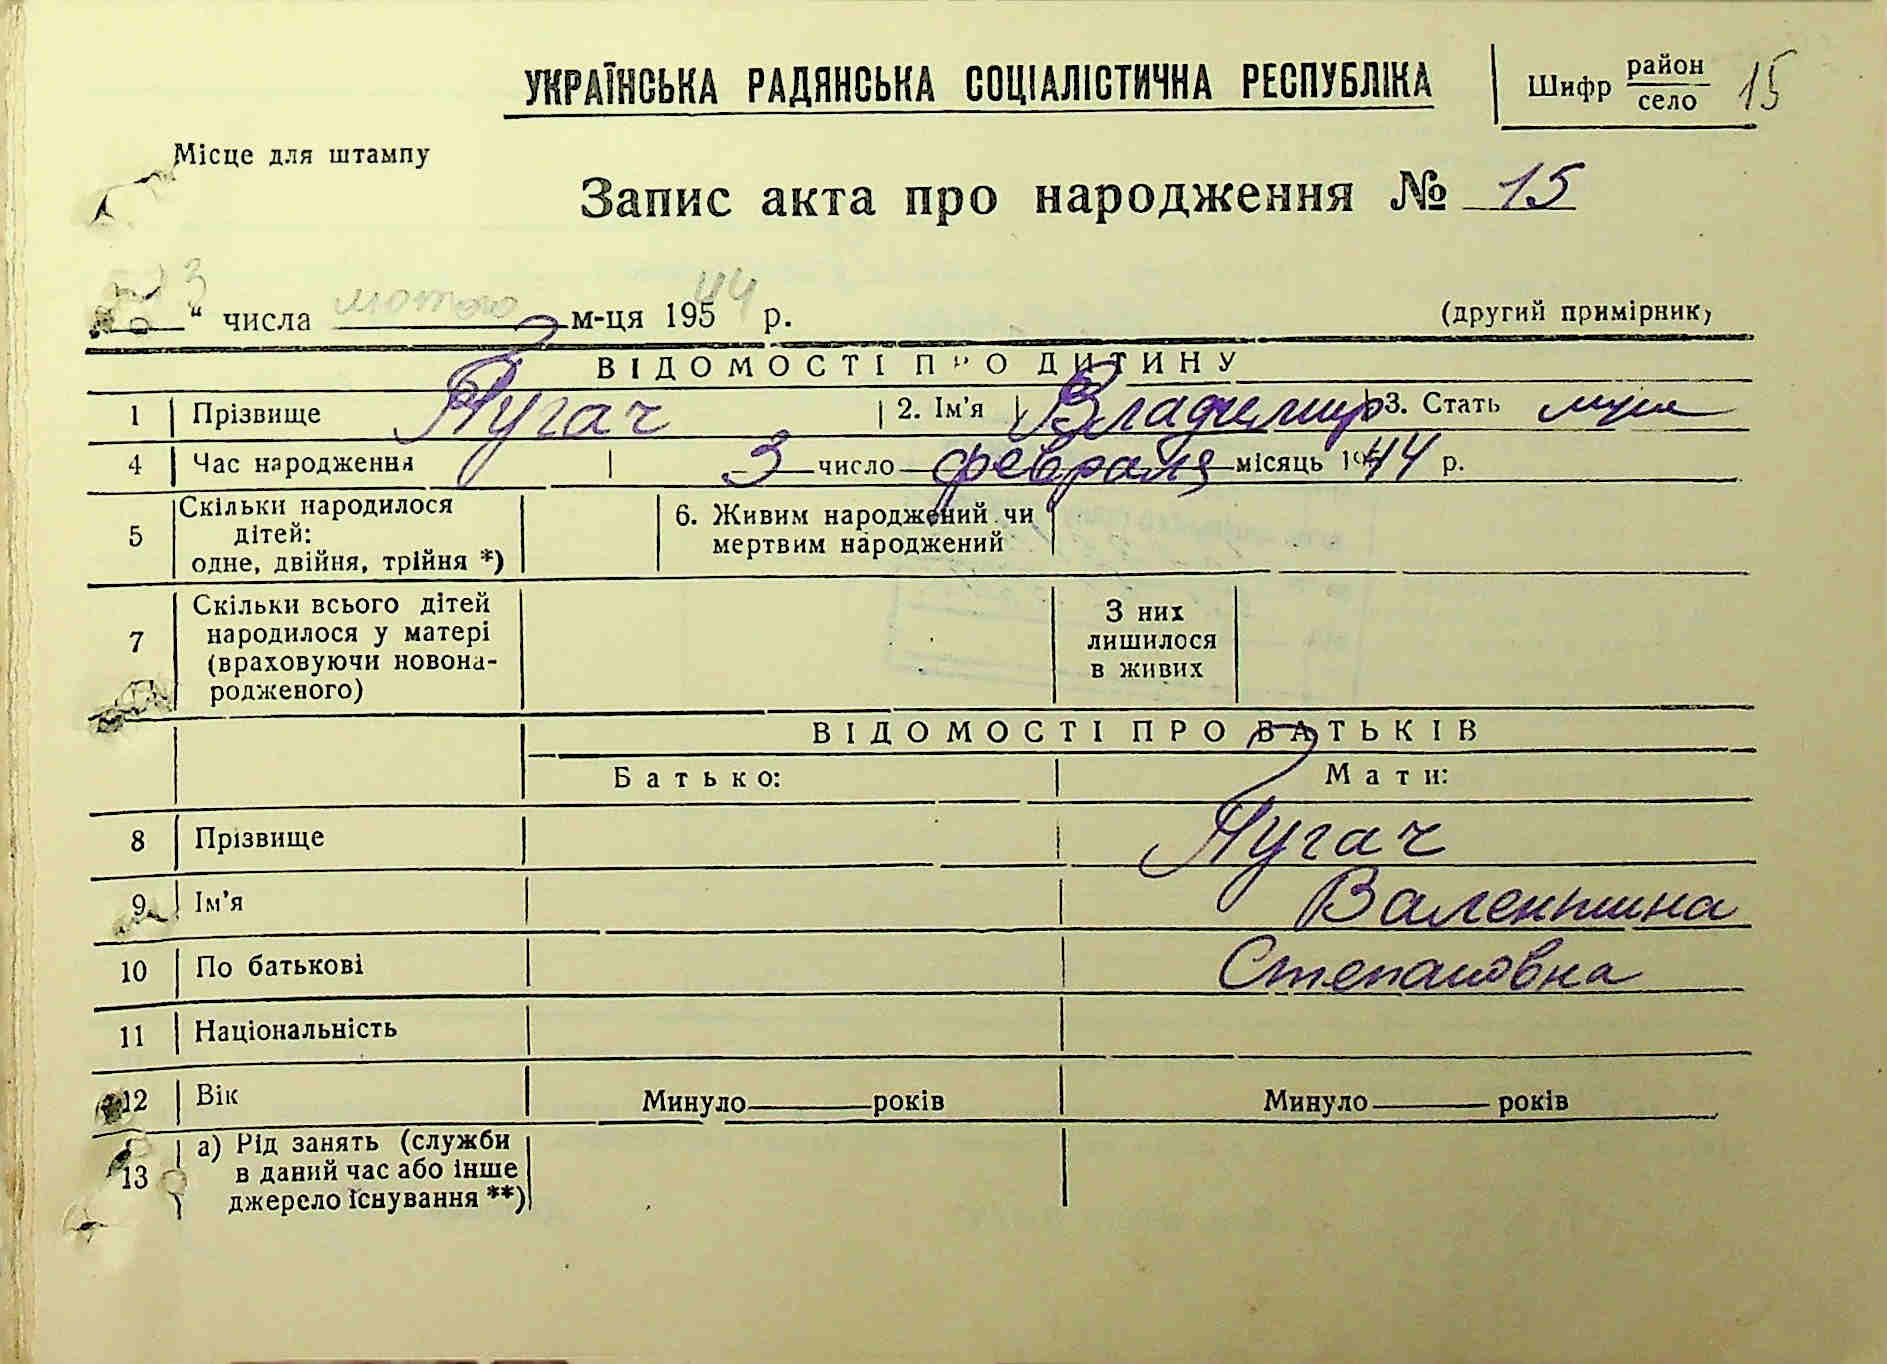 УКРАЇНСЬКА РАДЯНСЬКА СОЦІАЛІСТИЧНА РЕСПУБЛІКА
Шифр район 15
село
Місце для штампу
Запис акта про народження № 15
3 " числа лютого м-ця 195 44 р. (другий примірник)
ВІДОМОСТІ ПРО ДИТИНУ
1 Прізвище Пугач 2. Ім'я Владимир 3. Стать муж
4 Час народження 3 число февраля місяць 1944 р.
5 Скільки народилося дітей: одне, двійня, трійня *) 6. Живим народжений чи мертвим народжений
7 Скільки всього дітей народилося у матері (враховуючи новона-родженого) З них лишилося в живих
ВІДОМОСТІ ПРО БАТЬКІВ
Батько: Мати:
8 Прізвище Пугач
9 Ім'я Валентина
10 По батькові Степановна
11 Національність
12 Вік Минуло років Минуло років
13 а) Рід занять (служби
в даний час або інше
джерело існування **)